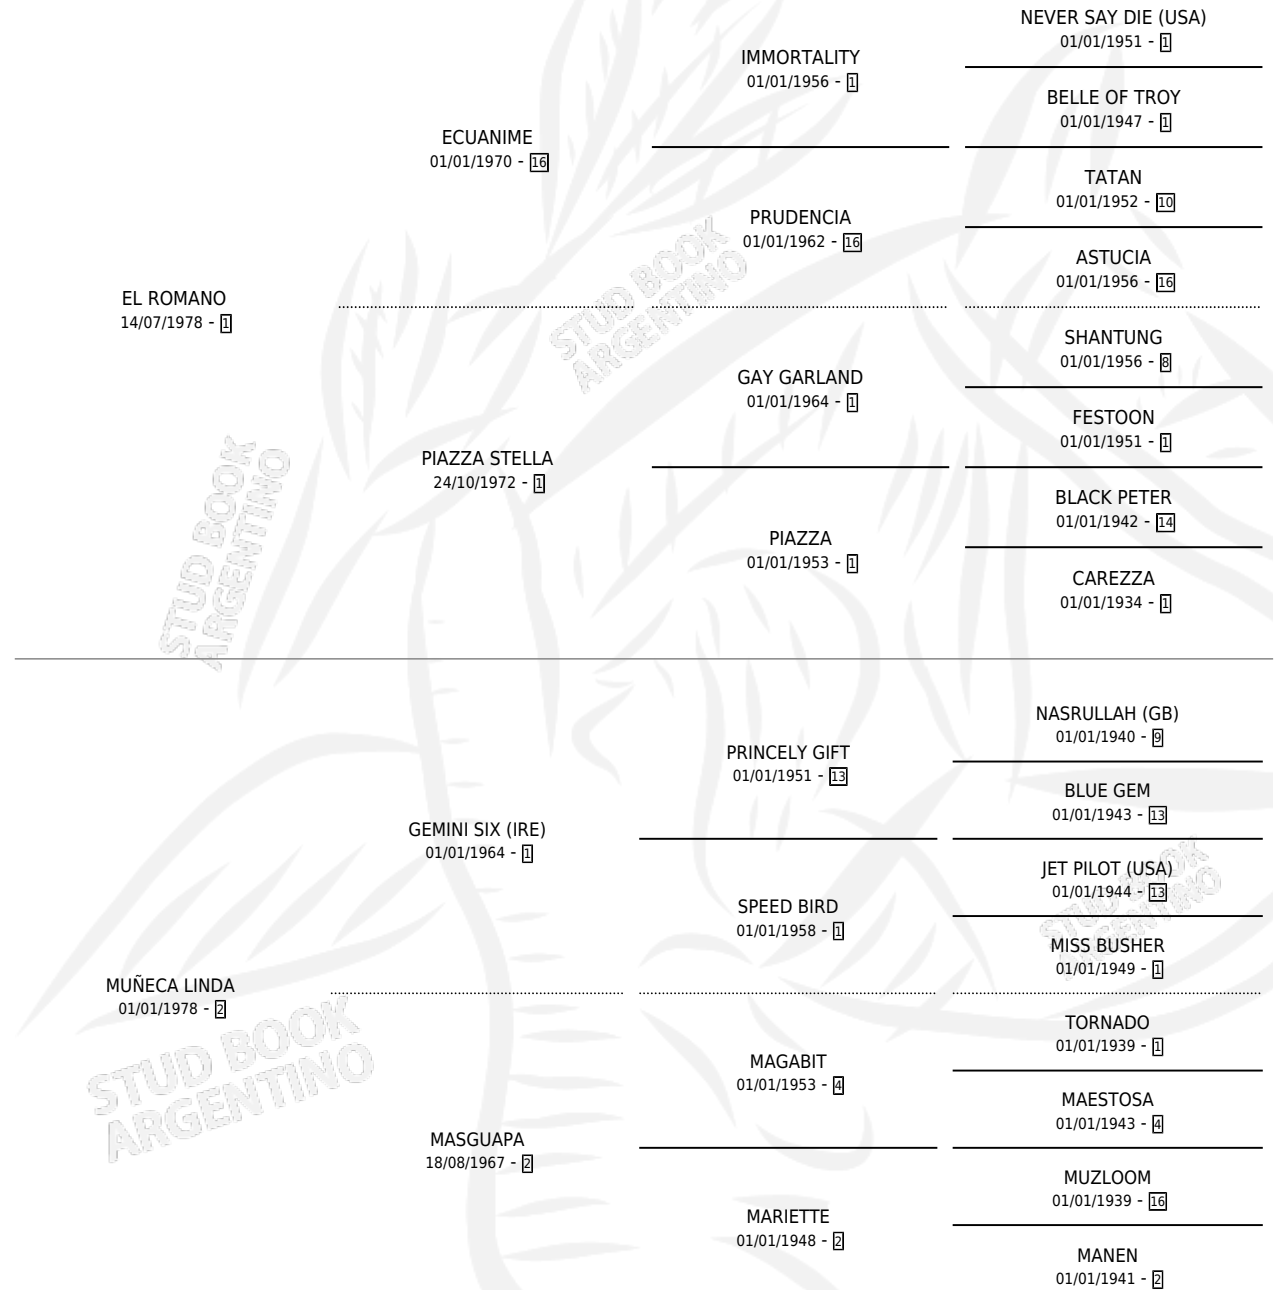 NEVER SAY DIE (USA)
01/01/1951 - 1
IMMORTALITY
01/01/1956 - 1
BELLE OF TROY
01/01/1947 - 1
ECUANIME
01/01/1970 - 16
TATAN
01/01/1952 - 10
PRUDENCIA
01/01/1962 - 16
ASTUCIA
01/01/1956 - 16
EL ROMANO
14/07/1978 - 1
SHANTUNG
01/01/1956 - 8
GAY GARLAND
01/01/1964 - 1
FESTOON
01/01/1951 - 1
PIAZZA STELLA
24/10/1972 - 1
BLACK PETER
01/01/1942 - 14
PIAZZA
01/01/1953 - 1
CAREZZA
01/01/1934 - 1
NASRULLAH (GB)
01/01/1940 - 9
PRINCELY GIFT
01/01/1951 - 13
BLUE GEM
01/01/1943 - 13
GEMINI SIX (IRE)
01/01/1964 - 1
JET PILOT (USA)
01/01/1944 - 13
SPEED BIRD
01/01/1958 - 1
MISS BUSHER
01/01/1949 - 1
MUÑECA LINDA
01/01/1978 - 2
TORNADO
01/01/1939 - 1
MAGABIT
01/01/1953 - 4
MAESTOSA
01/01/1943 - 4
MASGUAPA
18/08/1967 - 2
MUZLOOM
01/01/1939 - 16
MARIETTE
01/01/1948 - 2
MANEN
01/01/1941 - 2
STUD BOOK
ARGENTINO
STUD BOOK
ARGENTINO
STUD BOOK
ARGENTINO
STUD BOOK
ARGENTINO